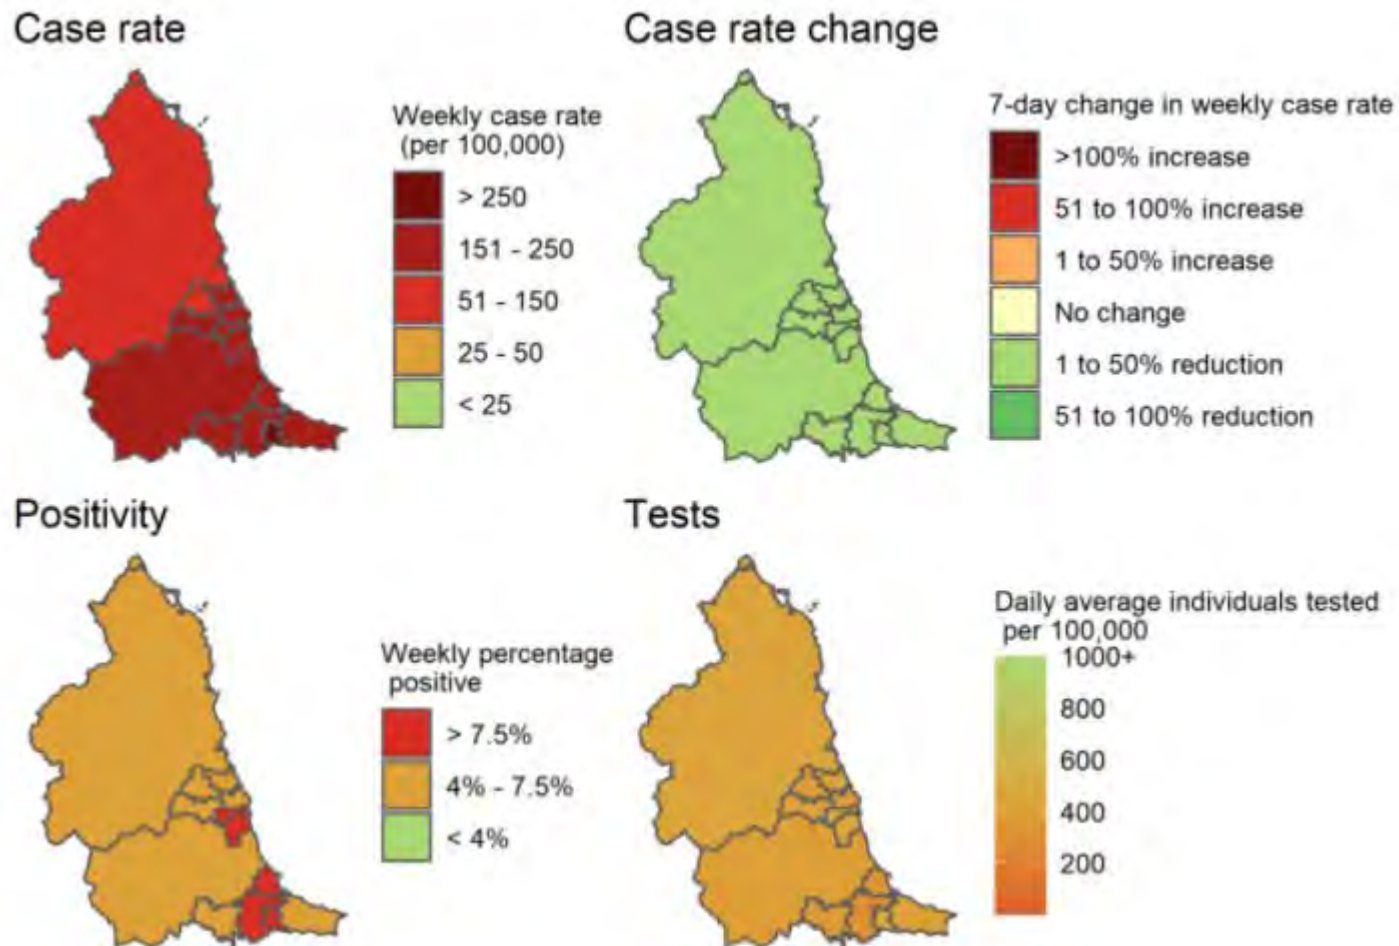 Case rate
Weekly case rate
(per 100,000)
> 250
151 - 250
51 - 150
25 - 50
< 25
Case rate change
7-day change in weekly case rate
>100% increase
51 to 100% increase
1 to 50% increase
No change
1 to 50% reduction
51 to 100% reduction
Positivity
Weekly percentage
positive
> 7.5%
4% - 7.5%
< 4%
Tests
Daily average individuals tested
per 100,000
1000+
800
600
400
200